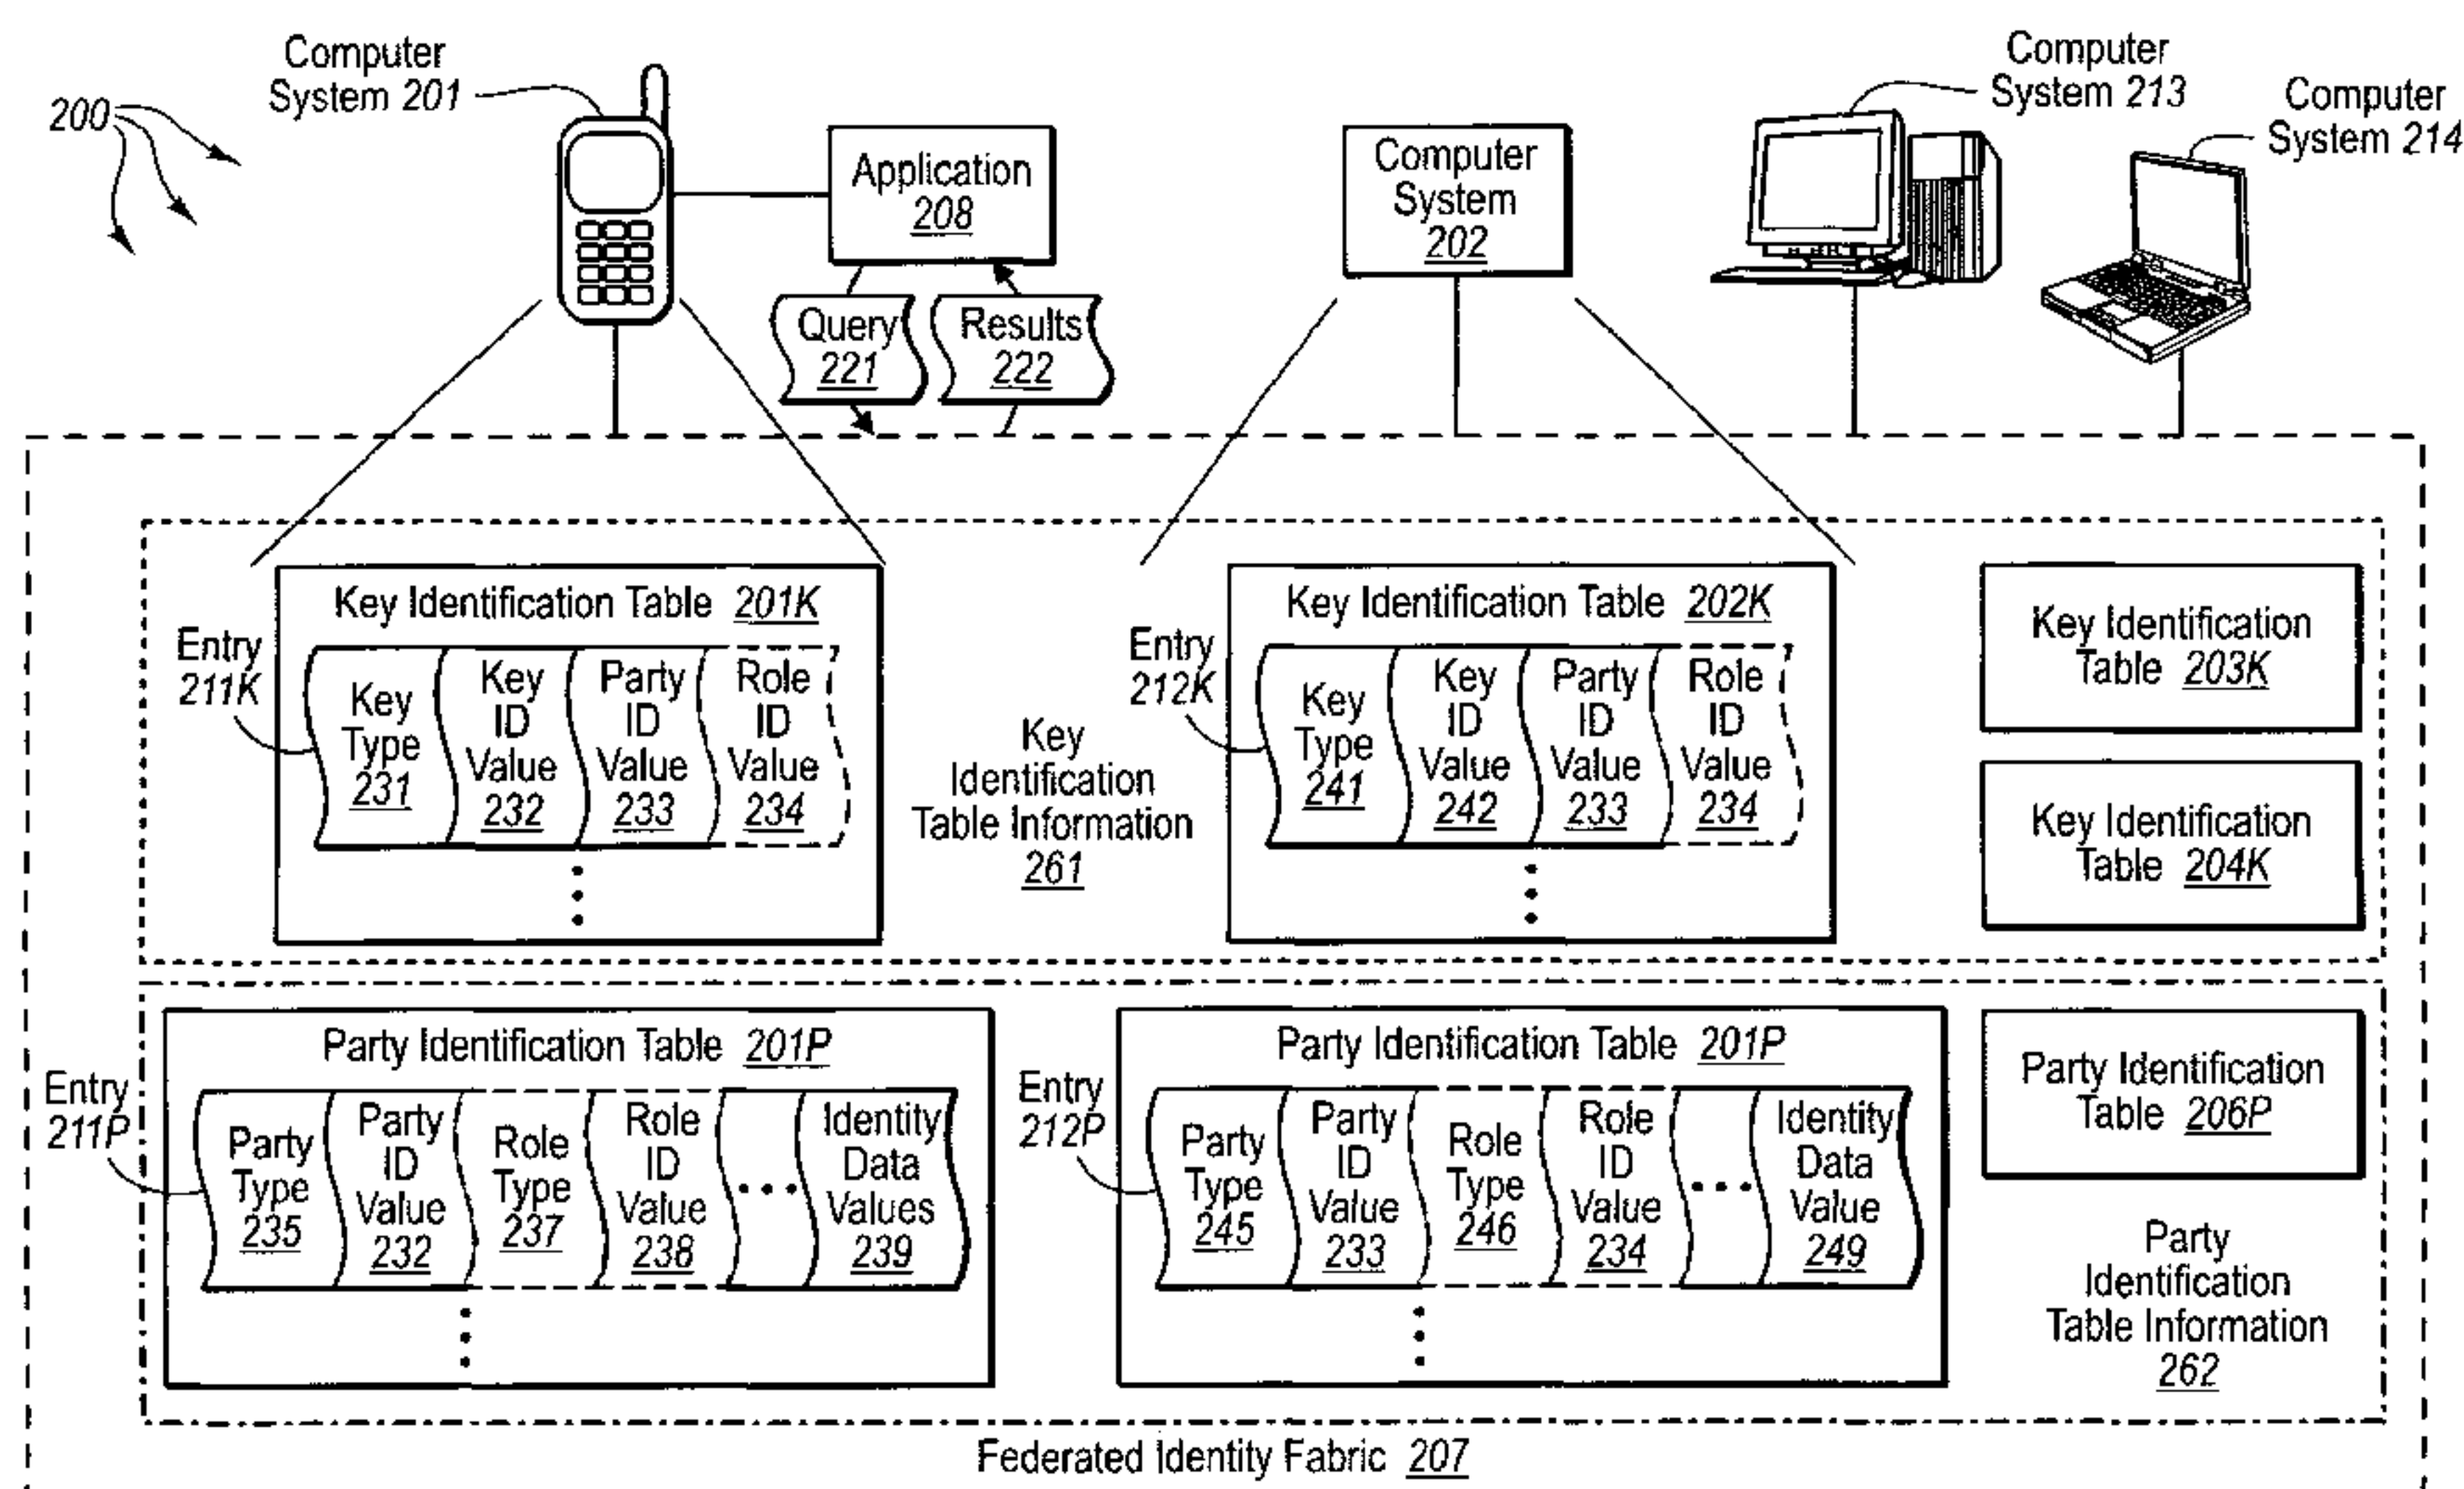 200
Computer
System 201
Application
208
Query
221
Results
222
Computer
System
202
Computer
System 213
Computer
System 214
Key Identification Table 201K
Entry
211K
Key
Type
231
Key
ID
Value
232
Party
ID
Value
233
Role
ID
Value
234
Key
Identification
Table Information
261
Key Identification Table 202K
Entry
212K
Key
Type
241
Key
ID
Value
242
Party
ID
Value
233
Role
ID
Value
234
Key Identification
Table 203K
Key Identification
Table 204K
Party Identification Table 201P
Entry
211P
Party
Type
235
Party
ID
Value
232
Role
Type
237
Role
ID
Value
238
Identity
Data
Values
239
Party Identification Table 201P
Entry
212P
Party
Type
245
Party
ID
Value
233
Role
Type
246
Role
ID
Value
234
Identity
Data
Value
249
Party Identification
Table 206P
Party
Identification
Table Information
262
Federated Identity Fabric 207